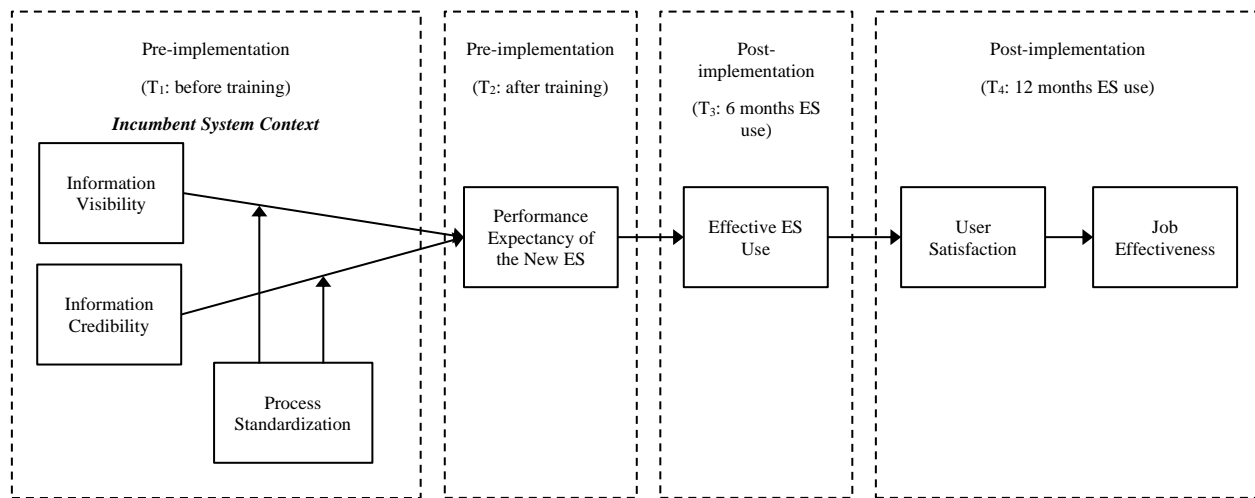 Pre-implementation
(T₁: before training)
Incumbent System Context
Information
Visibility
Information
Credibility
Process
Standardization
Pre-implementation
(T₂: after training)
Performance
Expectancy of
the New ES
Post-
implementation
(T₃: 6 months ES
use)
Effective ES
Use
Post-implementation
(T₄: 12 months ES use)
User
Satisfaction
Job
Effectiveness